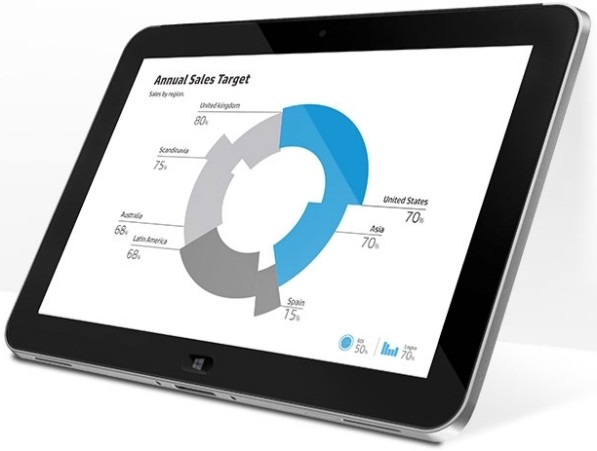 Annual Sales Target
Sales by region.
United kingdom
80%
Scandinavia
75%
Australia
68%
Latin America
68%
United States
70%
Asia
70%
Spain
15%
50%
70%